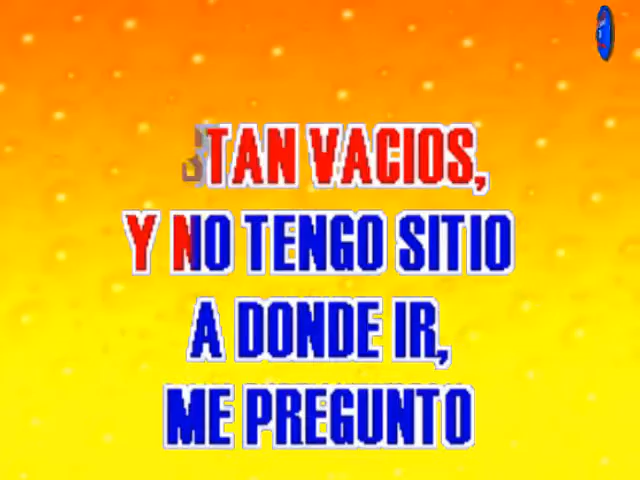 TAN VACIOS,
Y NO TENGO SITIO
A DONDE IR,
ME PREGUNTO